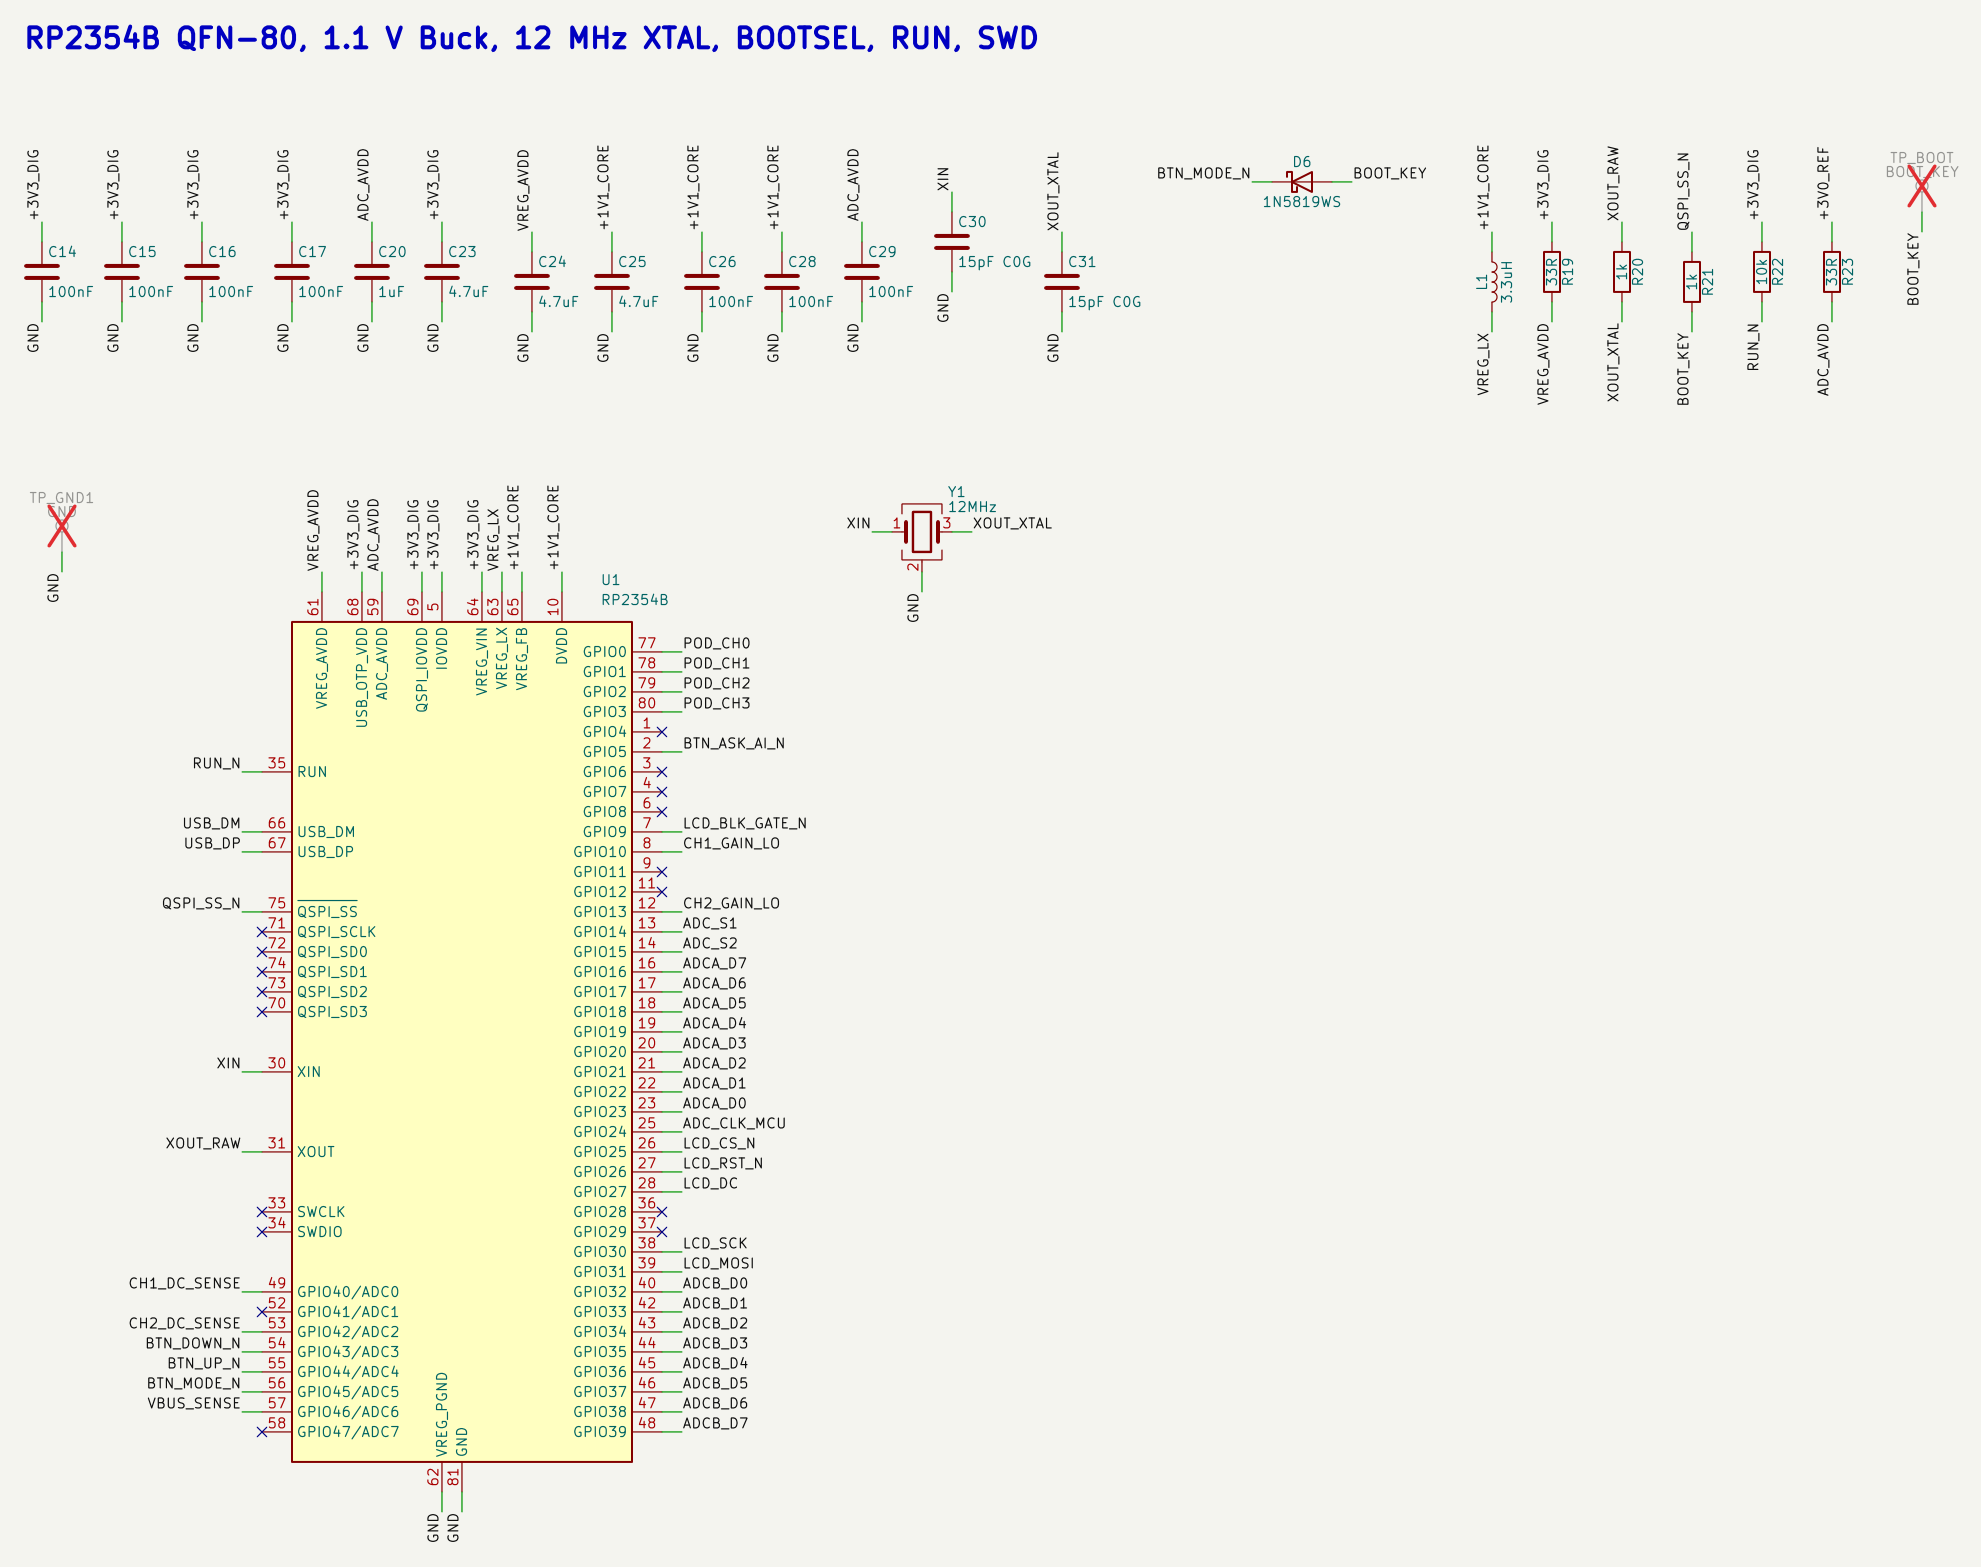 RP2354B QFN-80, 1.1 V Buck, 12 MHz XTAL, BOOTSEL, RUN, SWD
+3V3_DIG
C14
100nF
GND
+3V3_DIG
C15
100nF
GND
+3V3_DIG
C16
100nF
GND
+3V3_DIG
C17
100nF
GND
ADC_AVDD
C20
1uF
GND
+3V3_DIG
C23
4.7uF
GND
VREG_AVDD
C24
4.7uF
GND
+1V1_CORE
C25
4.7uF
GND
+1V1_CORE
C26
100nF
GND
+1V1_CORE
C28
100nF
GND
ADC_AVDD
C29
100nF
GND
XIN
C30
15pF C0G
GND
XOUT_XTAL
C31
15pF C0G
GND
BTN_MODE_N
D6
1N5819WS
BOOT_KEY
+1V1_CORE
L1
3.3uH
VREG_LX
+3V3_DIG
33R
R19
VREG_AVDD
XOUT_RAW
1k
R20
XOUT_XTAL
QSPI_SS_N
1k
R21
BOOT_KEY
+3V3_DIG
10k
R22
RUN_N
+3V0_REF
33R
R23
ADC_AVDD
TP_BOOT
BOOT_KEY
BOOT_KEY
TP_GND1
GND
GND
Y1
12MHz
XIN
1
3
XOUT_XTAL
2
GND
U1
RP2354B
VREG_AVDD
61
VREG_AVDD
+3V3_DIG
68
USB_OTP_VDD
ADC_AVDD
59
ADC_AVDD
+3V3_DIG
69
QSPI_IOVDD
+3V3_DIG
5
IOVDD
+3V3_DIG
64
VREG_VIN
VREG_LX
63
VREG_LX
+1V1_CORE
65
VREG_FB
+1V1_CORE
10
DVDD
RUN_N 35 RUN
USB_DM 66 USB_DM
USB_DP 67 USB_DP
QSPI_SS_N 75 QSPI_SS
71 QSPI_SCLK
72 QSPI_SD0
74 QSPI_SD1
73 QSPI_SD2
70 QSPI_SD3
XIN 30 XIN
XOUT_RAW 31 XOUT
33 SWCLK
34 SWDIO
CH1_DC_SENSE 49 GPIO40/ADC0
52 GPIO41/ADC1
CH2_DC_SENSE 53 GPIO42/ADC2
BTN_DOWN_N 54 GPIO43/ADC3
BTN_UP_N 55 GPIO44/ADC4
BTN_MODE_N 56 GPIO45/ADC5
VBUS_SENSE 57 GPIO46/ADC6
58 GPIO47/ADC7
GPIO0 77 POD_CH0
GPIO1 78 POD_CH1
GPIO2 79 POD_CH2
GPIO3 80 POD_CH3
GPIO4 1
GPIO5 2 BTN_ASK_AI_N
GPIO6 3
GPIO7 4
GPIO8 6
GPIO9 7 LCD_BLK_GATE_N
GPIO10 8 CH1_GAIN_LO
GPIO11 9
GPIO12 11
GPIO13 12 CH2_GAIN_LO
GPIO14 13 ADC_S1
GPIO15 14 ADC_S2
GPIO16 16 ADCA_D7
GPIO17 17 ADCA_D6
GPIO18 18 ADCA_D5
GPIO19 19 ADCA_D4
GPIO20 20 ADCA_D3
GPIO21 21 ADCA_D2
GPIO22 22 ADCA_D1
GPIO23 23 ADCA_D0
GPIO24 25 ADC_CLK_MCU
GPIO25 26 LCD_CS_N
GPIO26 27 LCD_RST_N
GPIO27 28 LCD_DC
GPIO28 36
GPIO29 37
GPIO30 38 LCD_SCK
GPIO31 39 LCD_MOSI
GPIO32 40 ADCB_D0
GPIO33 42 ADCB_D1
GPIO34 43 ADCB_D2
GPIO35 44 ADCB_D3
GPIO36 45 ADCB_D4
GPIO37 46 ADCB_D5
GPIO38 47 ADCB_D6
GPIO39 48 ADCB_D7
VREG_PGND
62
GND
GND
81
GND